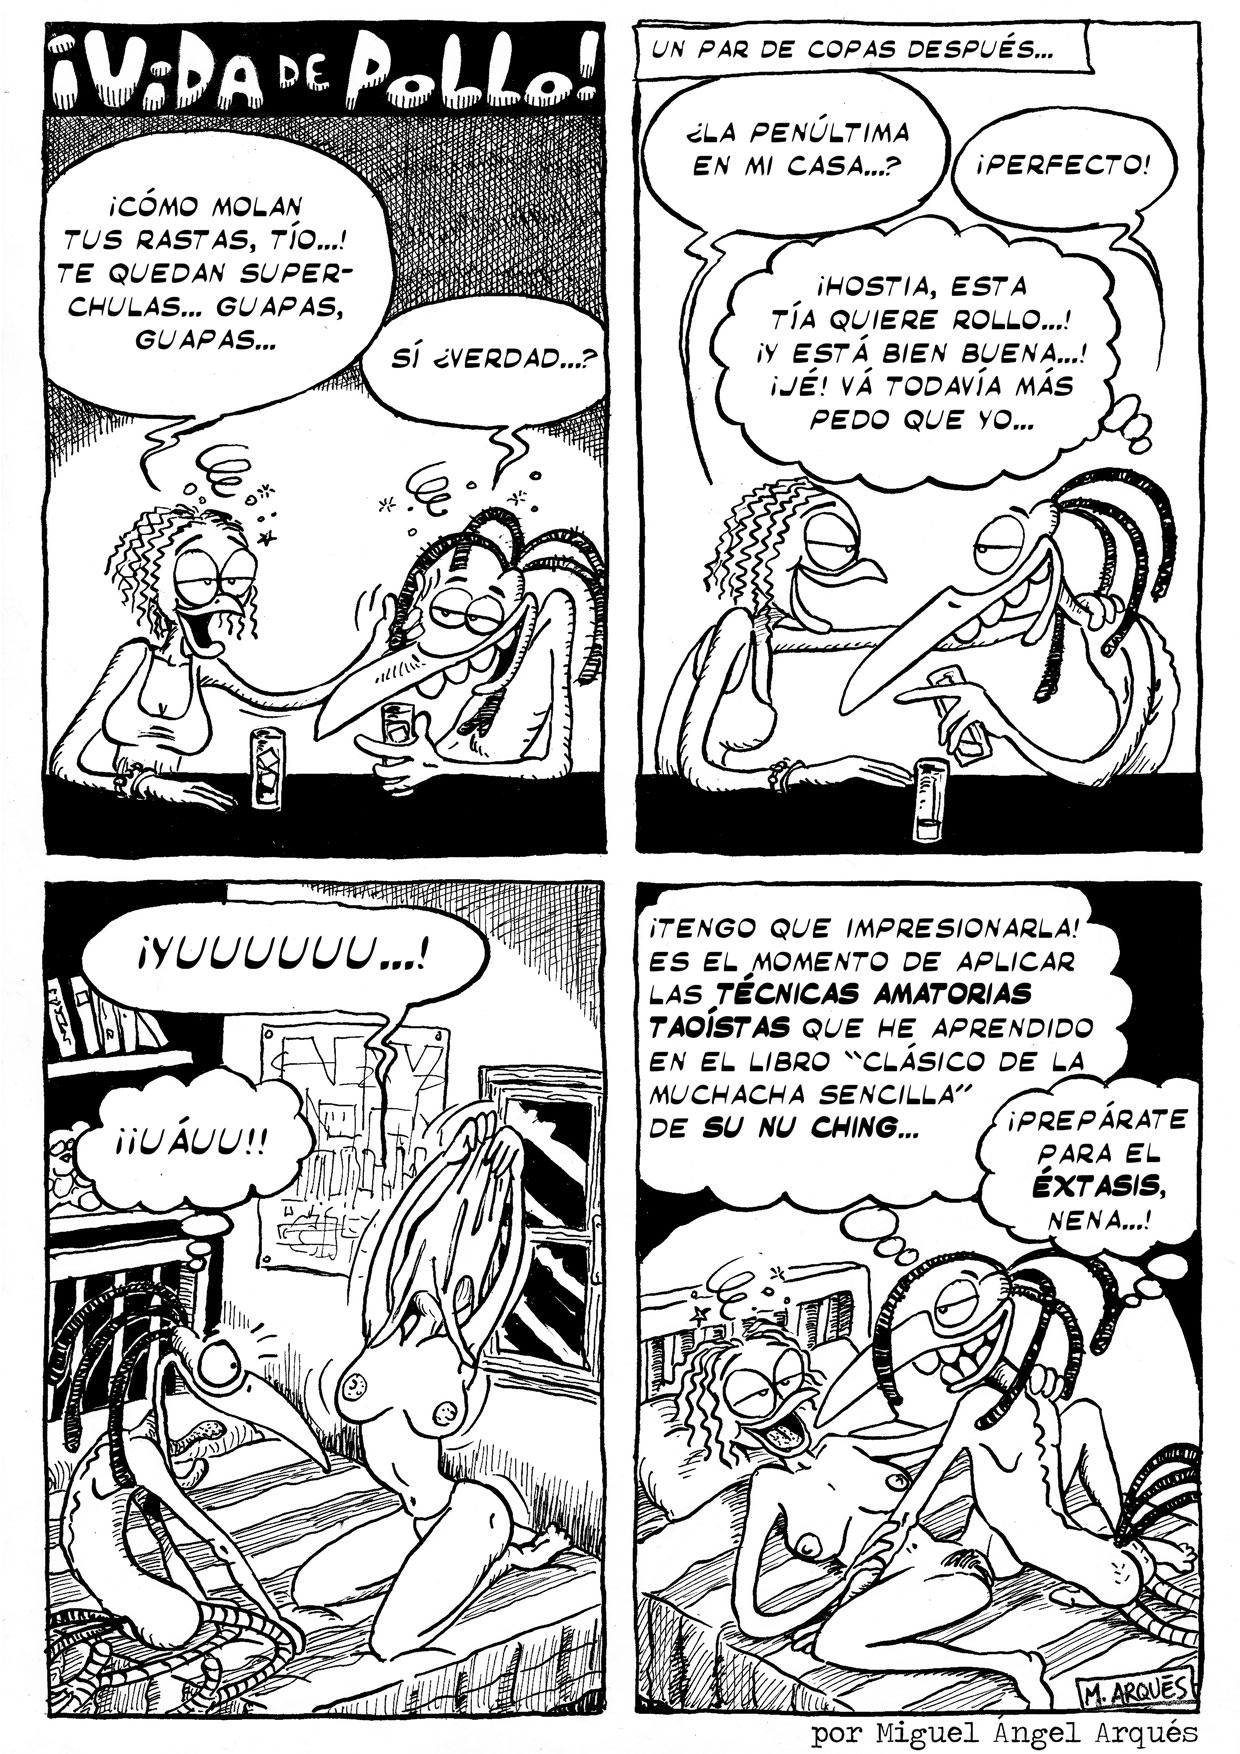 ¡ViDA DE POLLO!
¡CÓMO MOLAN
TUS RASTAS, TÍO...!
TE QUEDAN SUPER-
CHULAS... GUAPAS,
GUAPAS...
SÍ ¿VERDAD...?
UN PAR DE COPAS DESPUÉS...
¿LA PENÚLTIMA
EN MI CASA...?
¡PERFECTO!
¡HOSTIA, ESTA
TÍA QUIERE ROLLO...!
¡Y ESTÁ BIEN BUENA...!
¡JÉ! VÁ TODAVÍA MÁS
PEDO QUE YO...
¡YUUUUUUU...!
¡¡UÁUU!!
¡TENGO QUE IMPRESIONARLA!
ES EL MOMENTO DE APLICAR
LAS TÉCNICAS AMATORIAS
TAOÍSTAS QUE HE APRENDIDO
EN EL LIBRO "CLÁSICO DE LA
MUCHACHA SENCILLA"
DE SU NU CHING...
¡PREPÁRATE
PARA EL
ÉXTASIS,
NENA...!
M. ARQUÉS
por Miguel Ángel Arqués